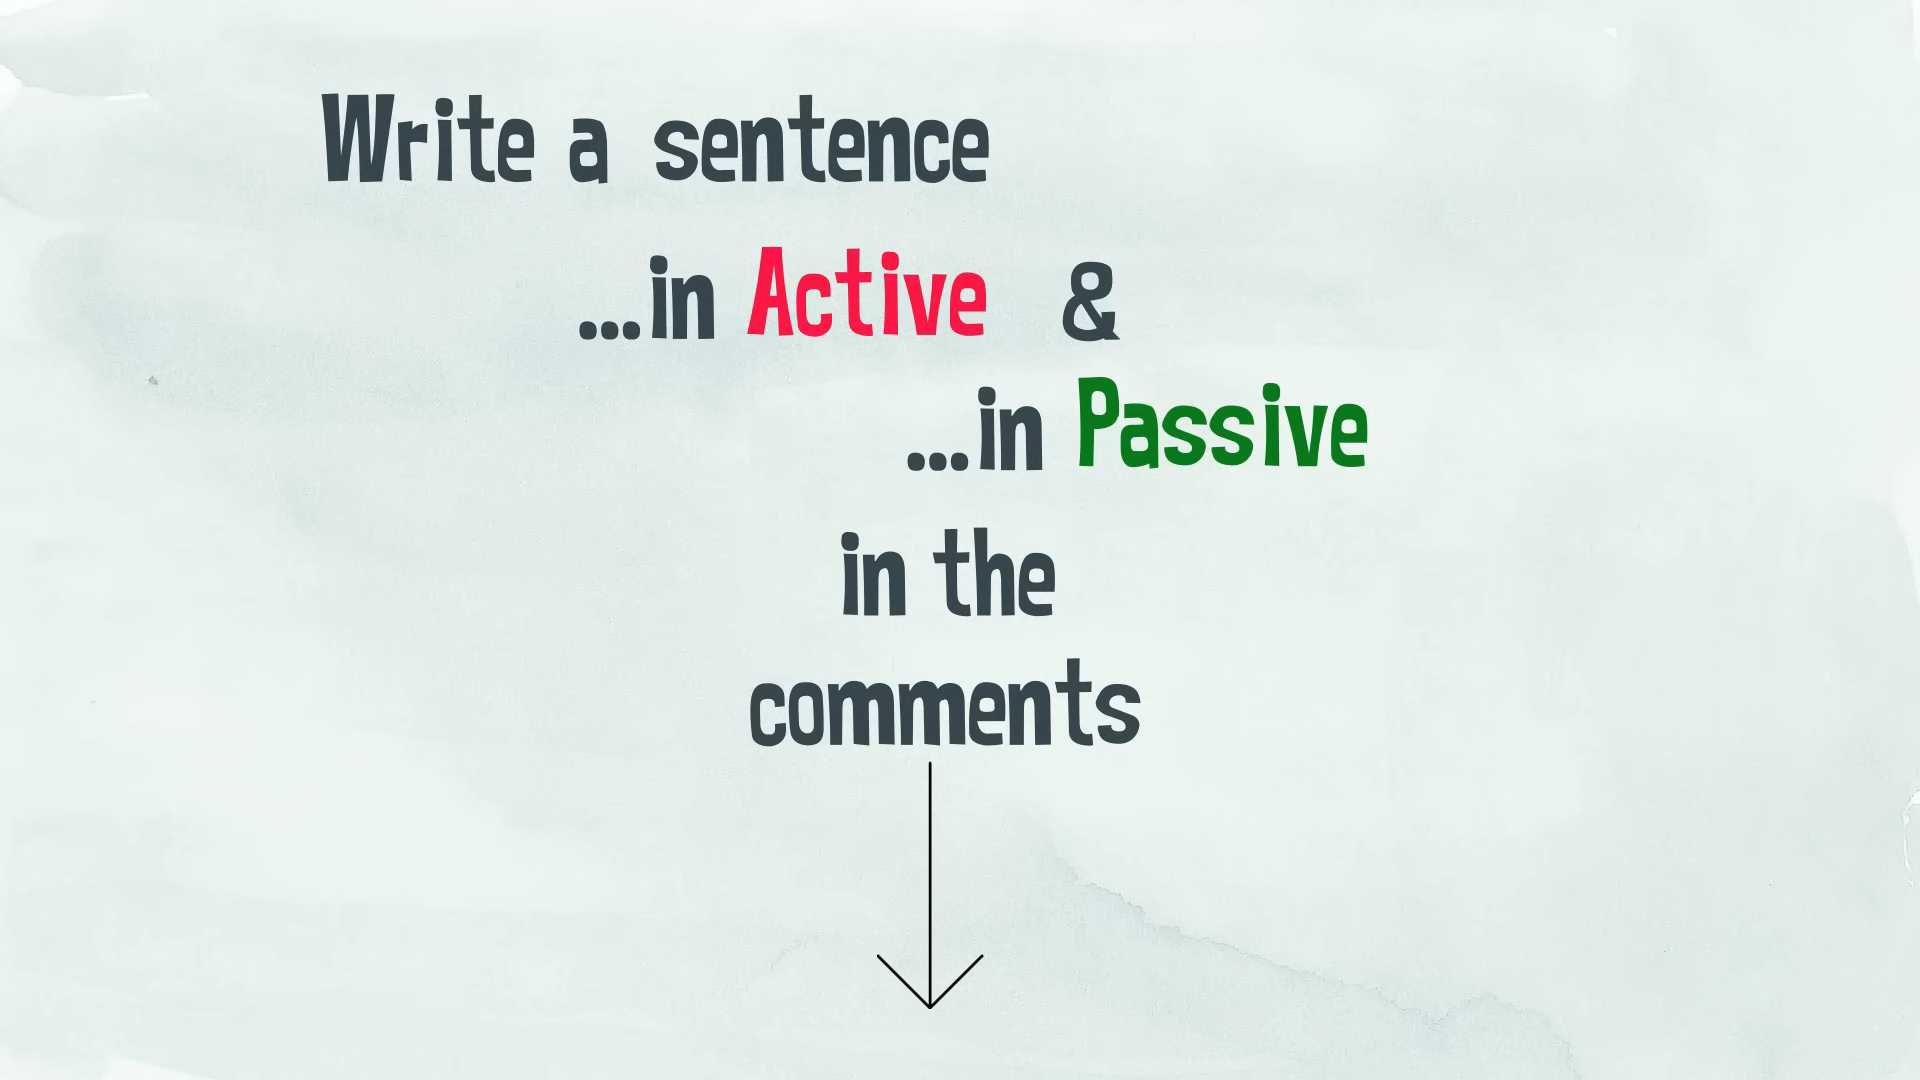 Write a sentence
...in Active &
...in Passive
in the
comments